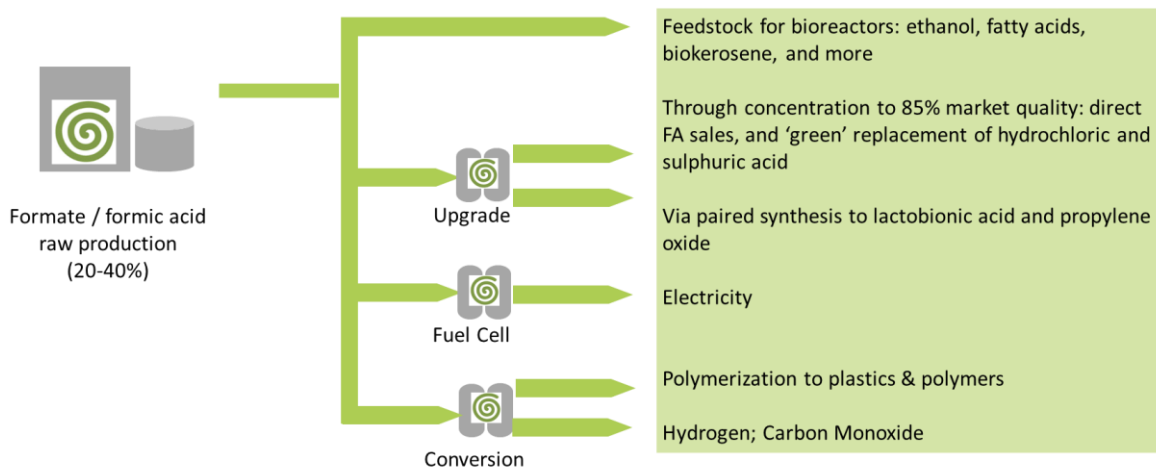 Feedstock for bioreactors: ethanol, fatty acids,
biokerosene, and more
Through concentration to 85% market quality: direct
FA sales, and ‘green’ replacement of hydrochloric and
sulphuric acid
Formate / formic acid
raw production
(20-40%)
Upgrade
Via paired synthesis to lactobionic acid and propylene
oxide
Fuel Cell
Electricity
Conversion
Polymerization to plastics & polymers
Hydrogen; Carbon Monoxide